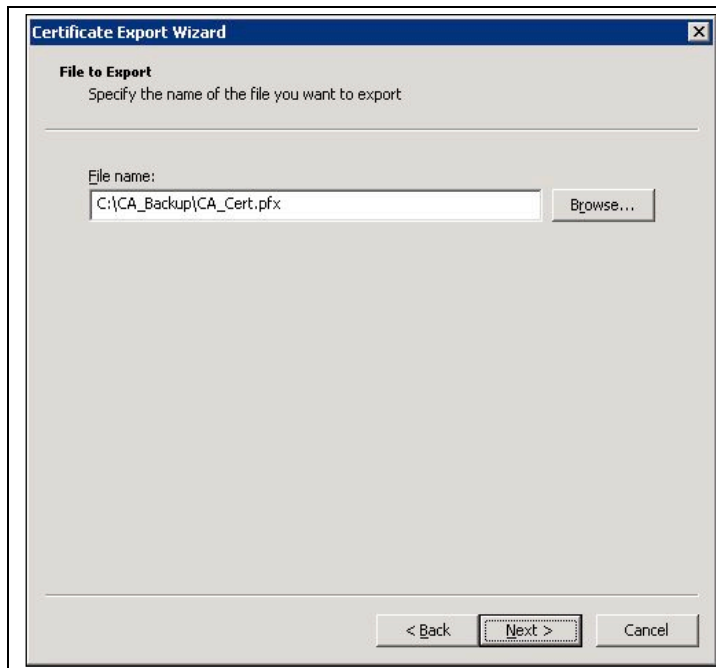 Certificate Export Wizard
File to Export
Specify the name of the file you want to export
File name:
C:\CA_Backup\CA_Cert.pfx
Browse...
< Back
Next >
Cancel